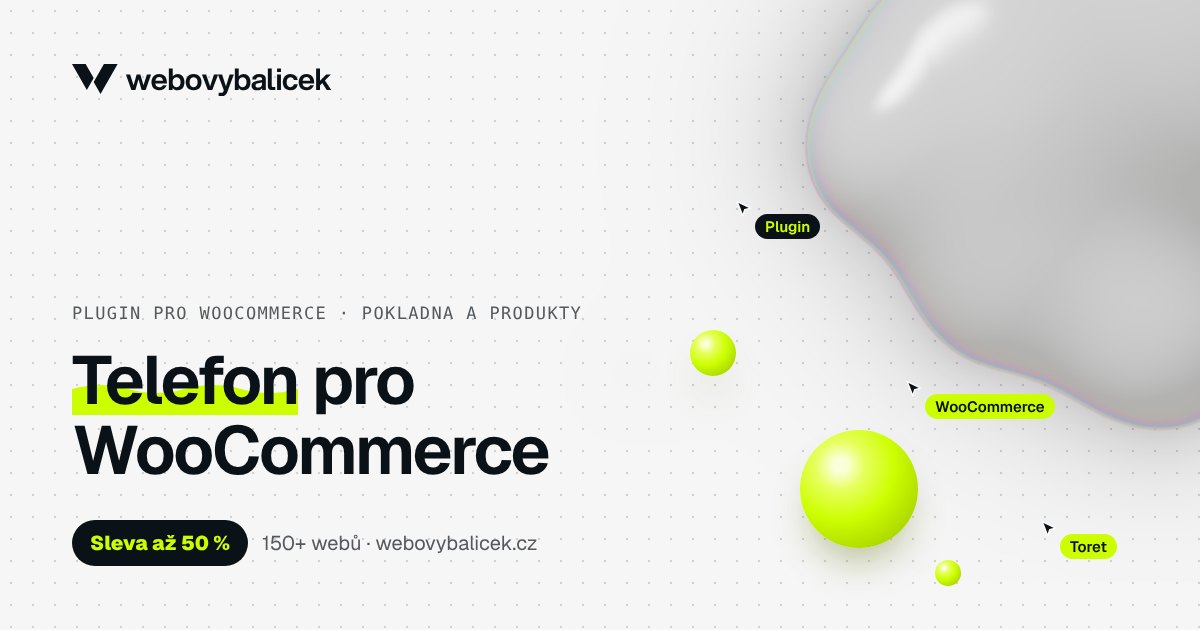 webovybalicek
Plugin
PLUGIN PRO WOOCOMMERCE · POKLADNA A PRODUKTY
Telefon pro
WooCommerce
WooCommerce
Sleva až 50 %
150+ webů · webovybalicek.cz
Toret